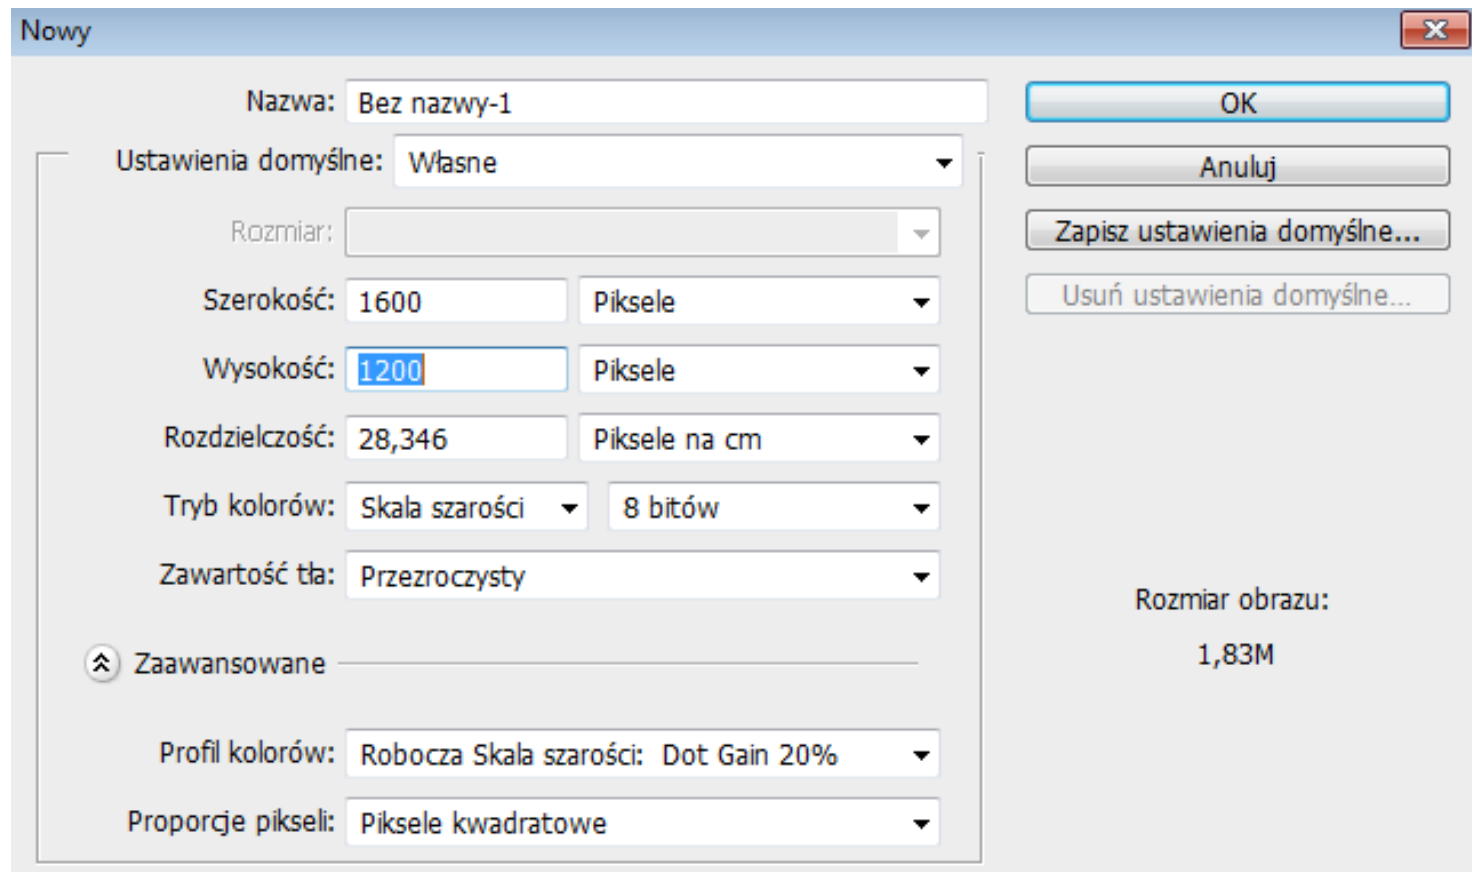 Nowy
Nazwa: Bez nazwy-1
OK
Ustawienia domyślne: Własne
Anuluj
Rozmiar:
Zapisz ustawienia domyślne...
Szerokość: 1600 Piksele
Usuń ustawienia domyślne...
Wysokość: 1200 Piksele
Rozdzielczość: 28,346 Piksele na cm
Tryb kolorów: Skala szarości 8 bitów
Zawartość tła: Przezroczysty
Rozmiar obrazu:
1,83M
Zaawansowane
Profil kolorów: Robocza Skala szarości: Dot Gain 20%
Proporcje pikseli: Piksele kwadratowe